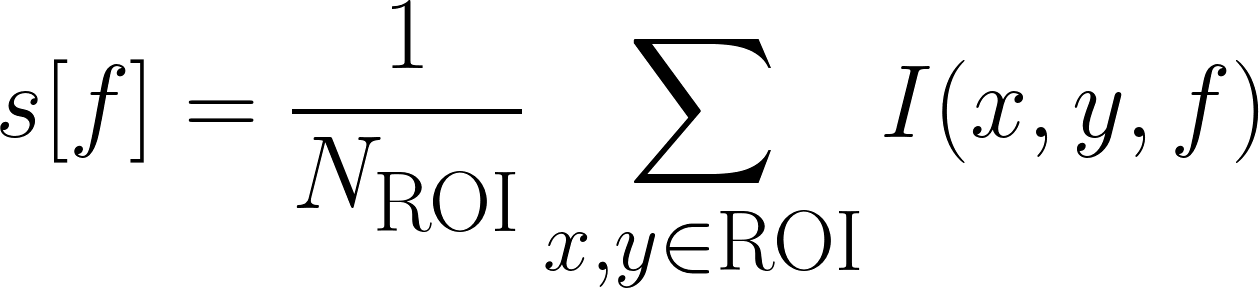 s[f] = \frac{1}{N_{\mathrm{ROI}}} \sum_{x,y \in \mathrm{ROI}} I(x, y, f)